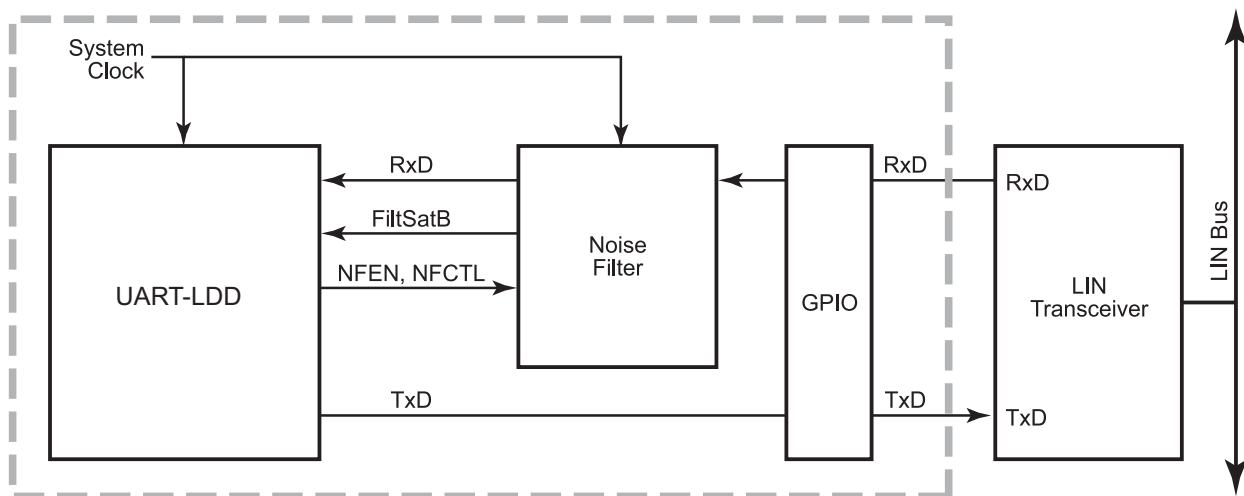 System
Clock
RxD
RxD
RxD
FiltSatB
Noise
Filter
NFEN, NFCTL
UART-LDD
GPIO
LIN
Transceiver
LIN Bus
TxD
TxD
TxD